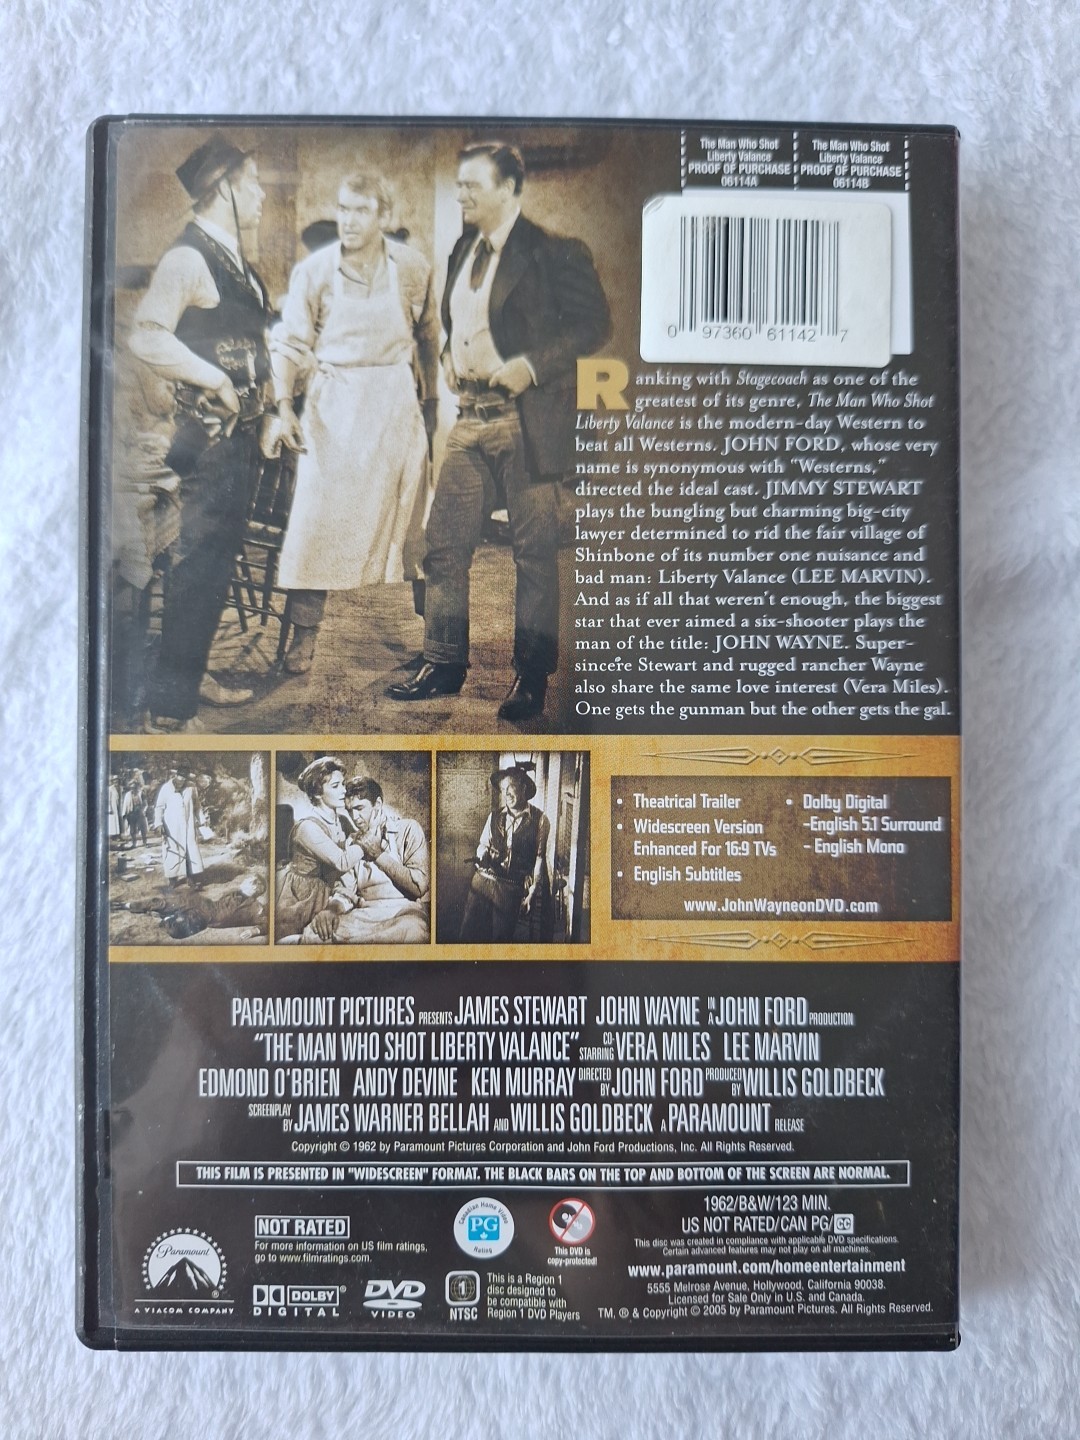 The Man Who Shot
Liberty Valance
PROOF OF PURCHASE
06114A
The Man Who Shot
Liberty Valance
PROOF OF PURCHASE
06114B
0 97360 61142 7
Ranking with Stagecoach as one of the
greatest of its genre, The Man Who Shot
Liberty Valance is the modern-day Western to
beat all Westerns. JOHN FORD, whose very
name is synonymous with "Westerns,"
directed the ideal cast. JIMMY STEWART
plays the bungling but charming big-city
lawyer determined to rid the fair village of
Shinbone of its number one nuisance and
bad man: Liberty Valance (LEE MARVIN).
And as if all that weren't enough, the biggest
star that ever aimed a six-shooter plays the
man of the title: JOHN WAYNE. Super-
sincere Stewart and rugged rancher Wayne
also share the same love interest (Vera Miles).
One gets the gunman but the other gets the gal.
• Theatrical Trailer
• Widescreen Version
Enhanced For 16:9 TVs
• English Subtitles
• Dolby Digital
-English 5.1 Surround
- English Mono
www.JohnWayneonDVD.com
PARAMOUNT PICTURES PRESENTS JAMES STEWART JOHN WAYNE IN A JOHN FORD PRODUCTION
"THE MAN WHO SHOT LIBERTY VALANCE" CO-STARRING VERA MILES LEE MARVIN
EDMOND O'BRIEN ANDY DEVINE KEN MURRAY DIRECTED BY JOHN FORD PRODUCED BY WILLIS GOLDBECK
SCREENPLAY BY JAMES WARNER BELLAH AND WILLIS GOLDBECK A PARAMOUNT RELEASE
Copyright © 1962 by Paramount Pictures Corporation and John Ford Productions, Inc. All Rights Reserved.
THIS FILM IS PRESENTED IN "WIDESCREEN" FORMAT. THE BLACK BARS ON THE TOP AND BOTTOM OF THE SCREEN ARE NORMAL.
Paramount
®
A VIACOM COMPANY
NOT RATED
For more information on US film ratings,
go to www.filmratings.com.
DOLBY ®
DIGITAL
DVD
VIDEO
Canadian Home Video
PG
Rating
This DVD is
copy-protected!
1
NTSC
This is a Region 1
disc designed to
be compatible with
Region 1 DVD Players
1962/B&W/123 MIN.
US NOT RATED/CAN PG/CC
This disc was created in compliance with applicable DVD specifications.
Certain advanced features may not play on all machines.
www.paramount.com/homeentertainment
5555 Melrose Avenue, Hollywood, California 90038.
Licensed for Sale Only in U.S. and Canada.
TM, ® & Copyright © 2005 by Paramount Pictures. All Rights Reserved.